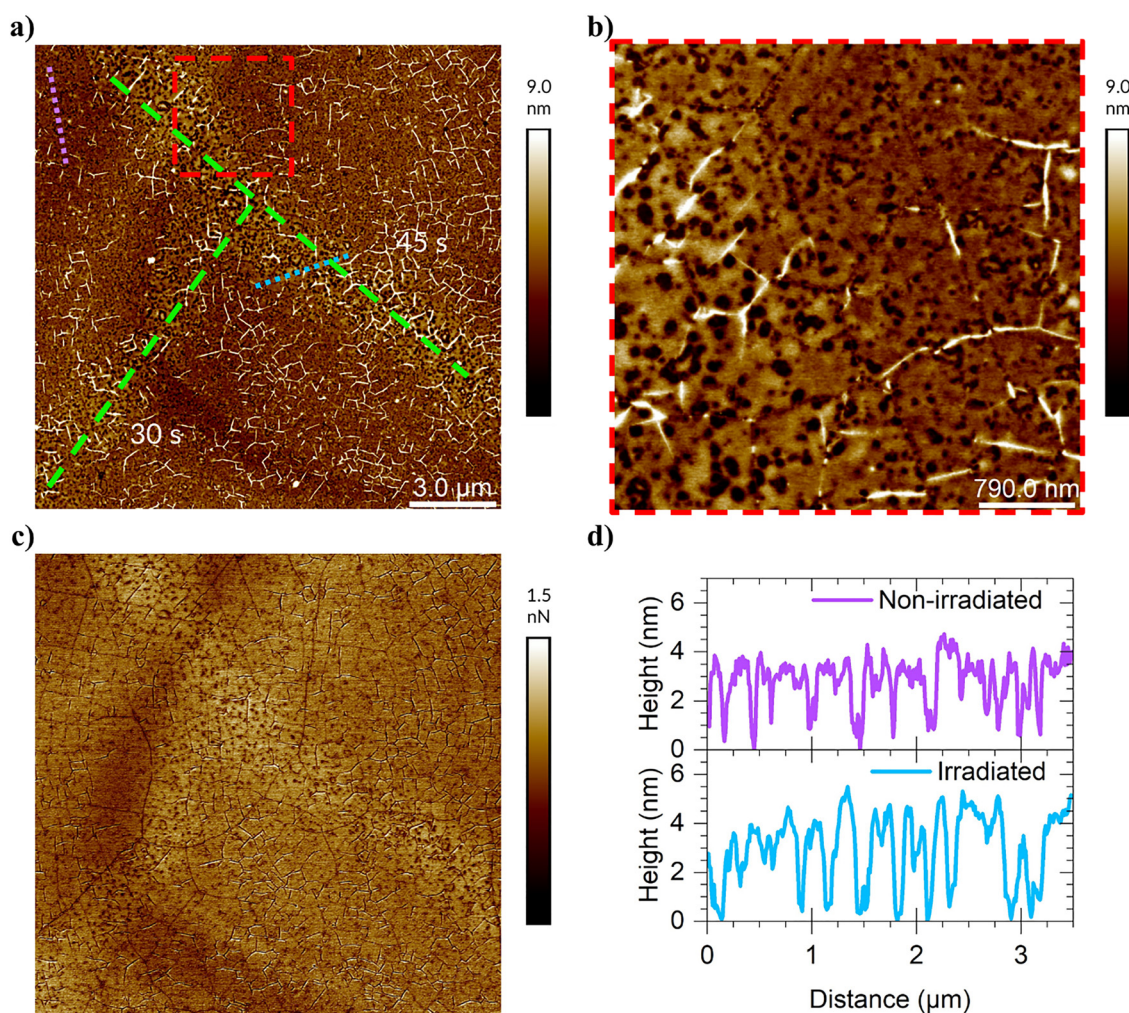 a)
9.0
nm
45 s
30 s
3.0 µm
b)
9.0
nm
790.0 nm
c)
1.5
nN
d)
Non-irradiated
Height (nm)
6
4
2
0
Irradiated
Height (nm)
6
4
2
0
0
1
2
3
Distance (µm)